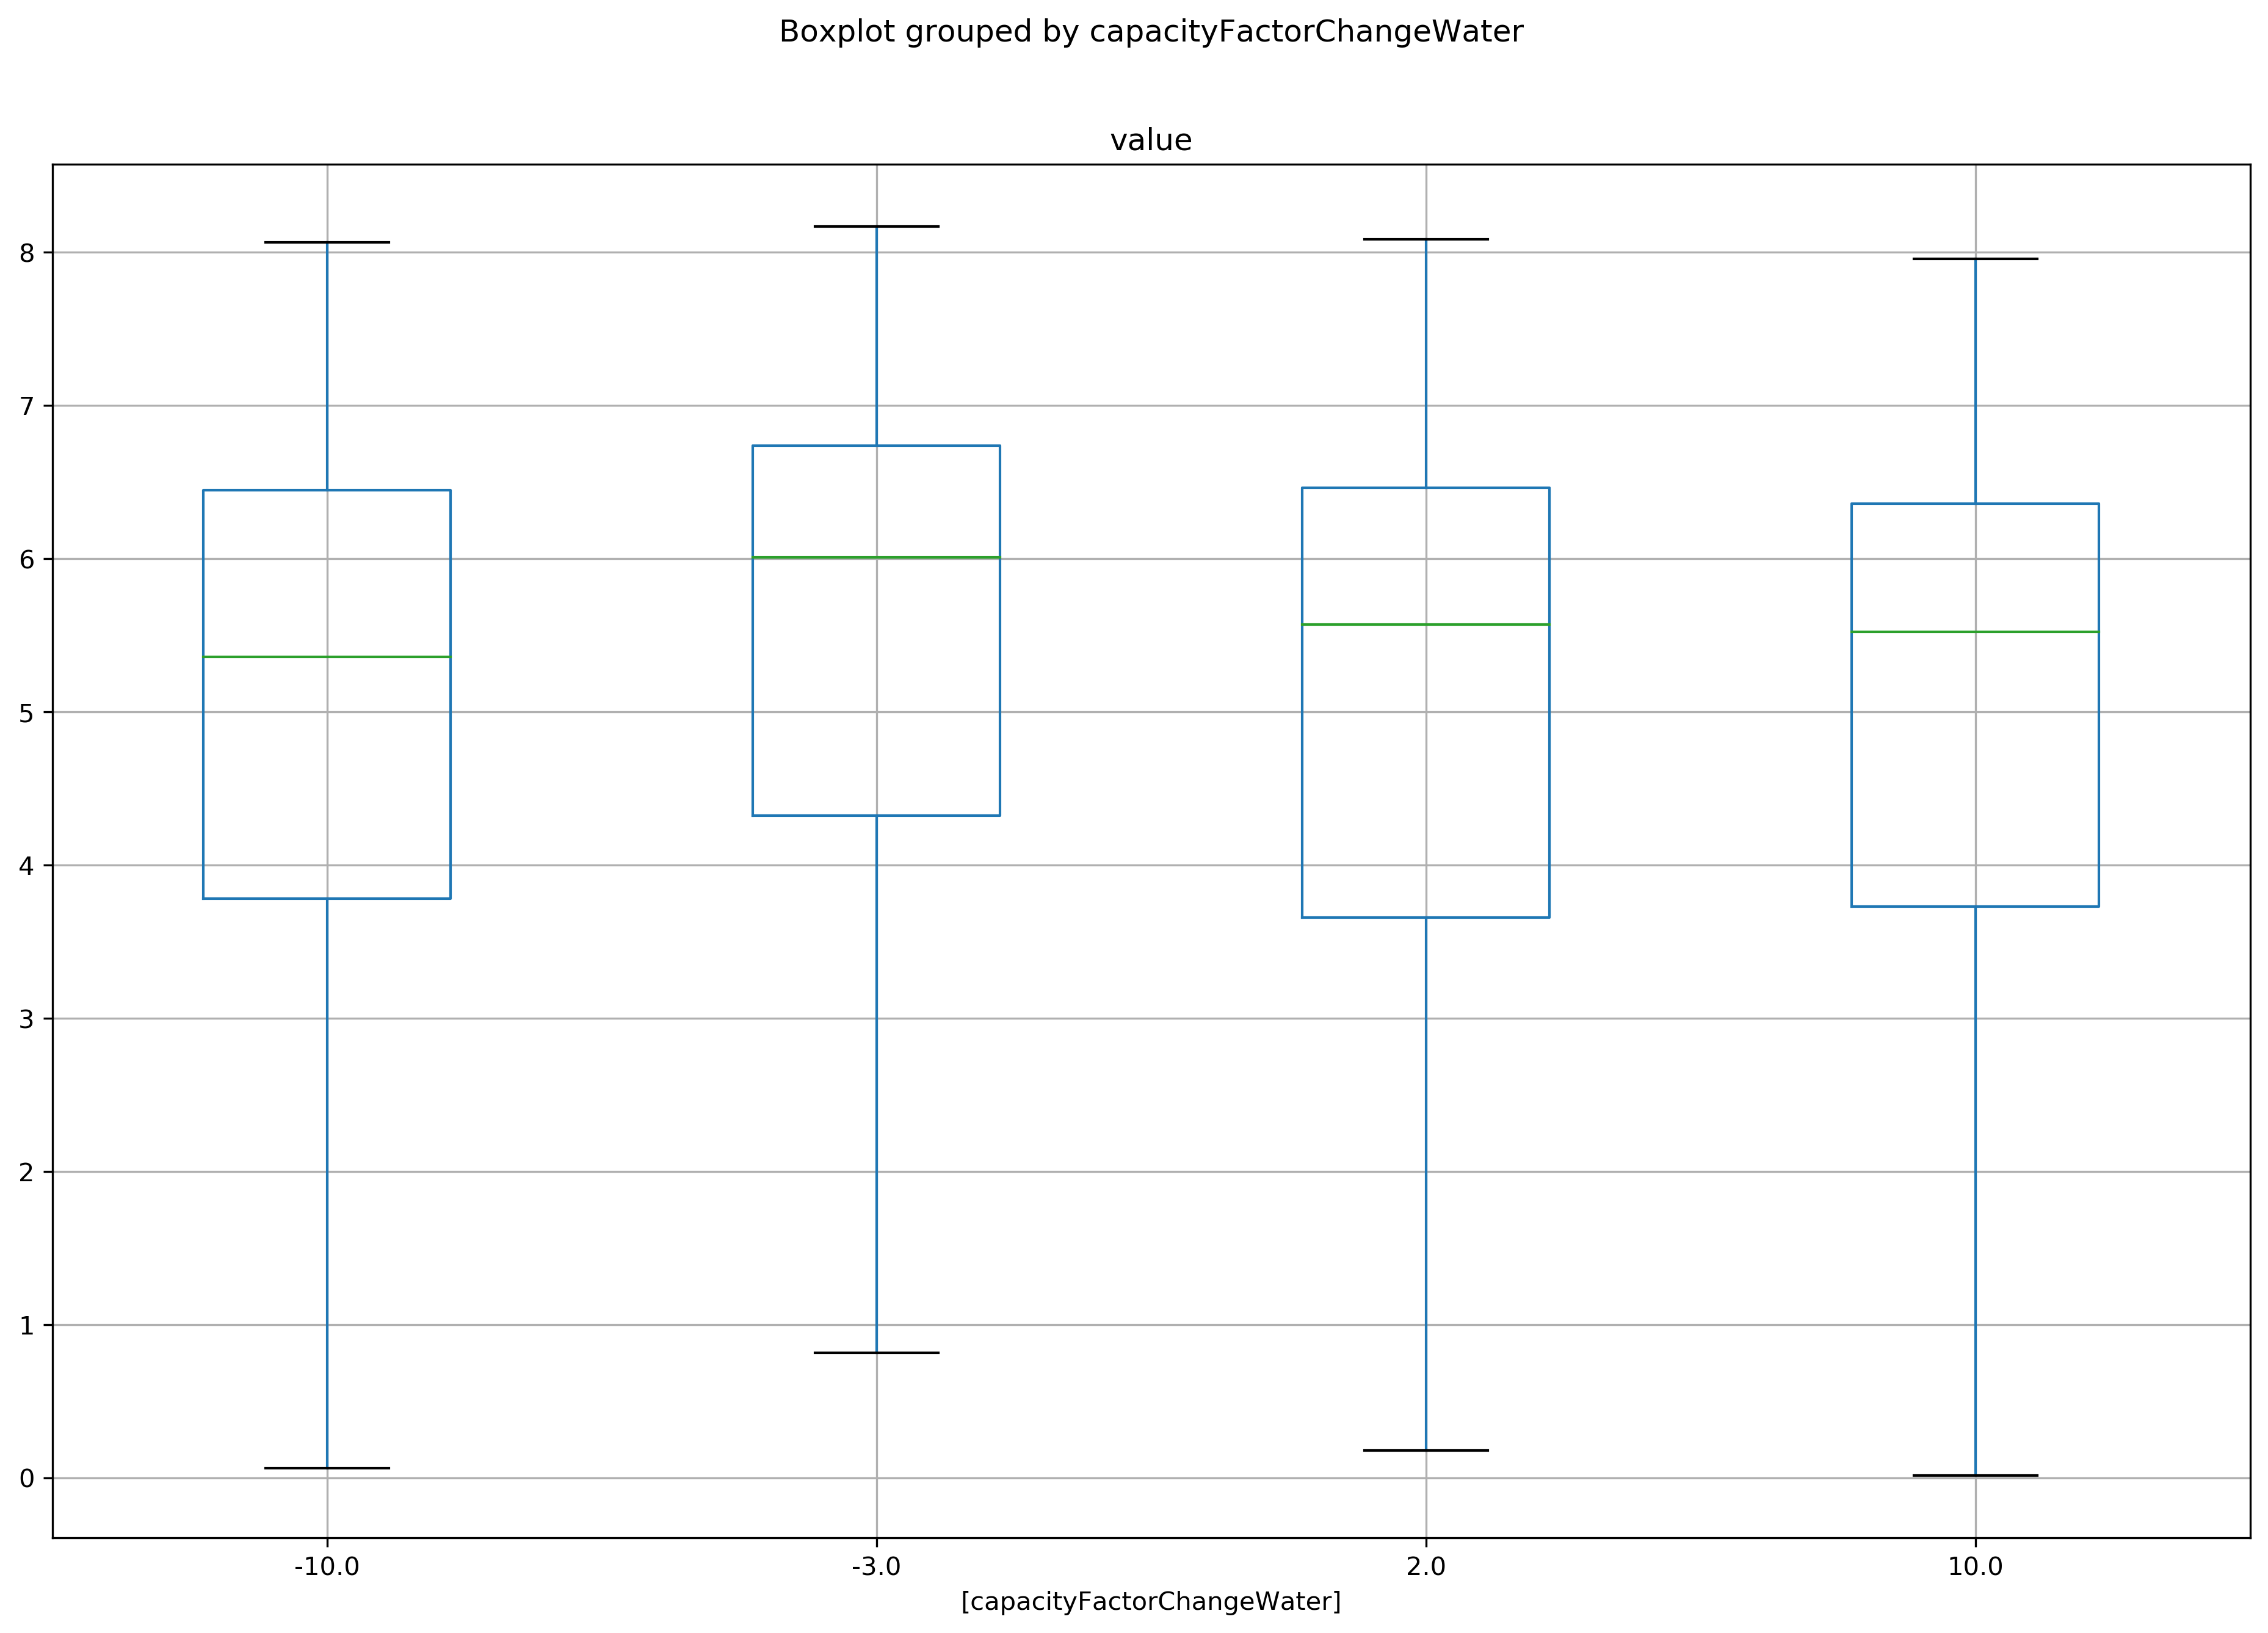 Boxplot grouped by capacityFactorChangeWater
value
8
7
6
5
4
3
2
1
0
-10.0 -3.0 2.0 10.0
[capacityFactorChangeWater]